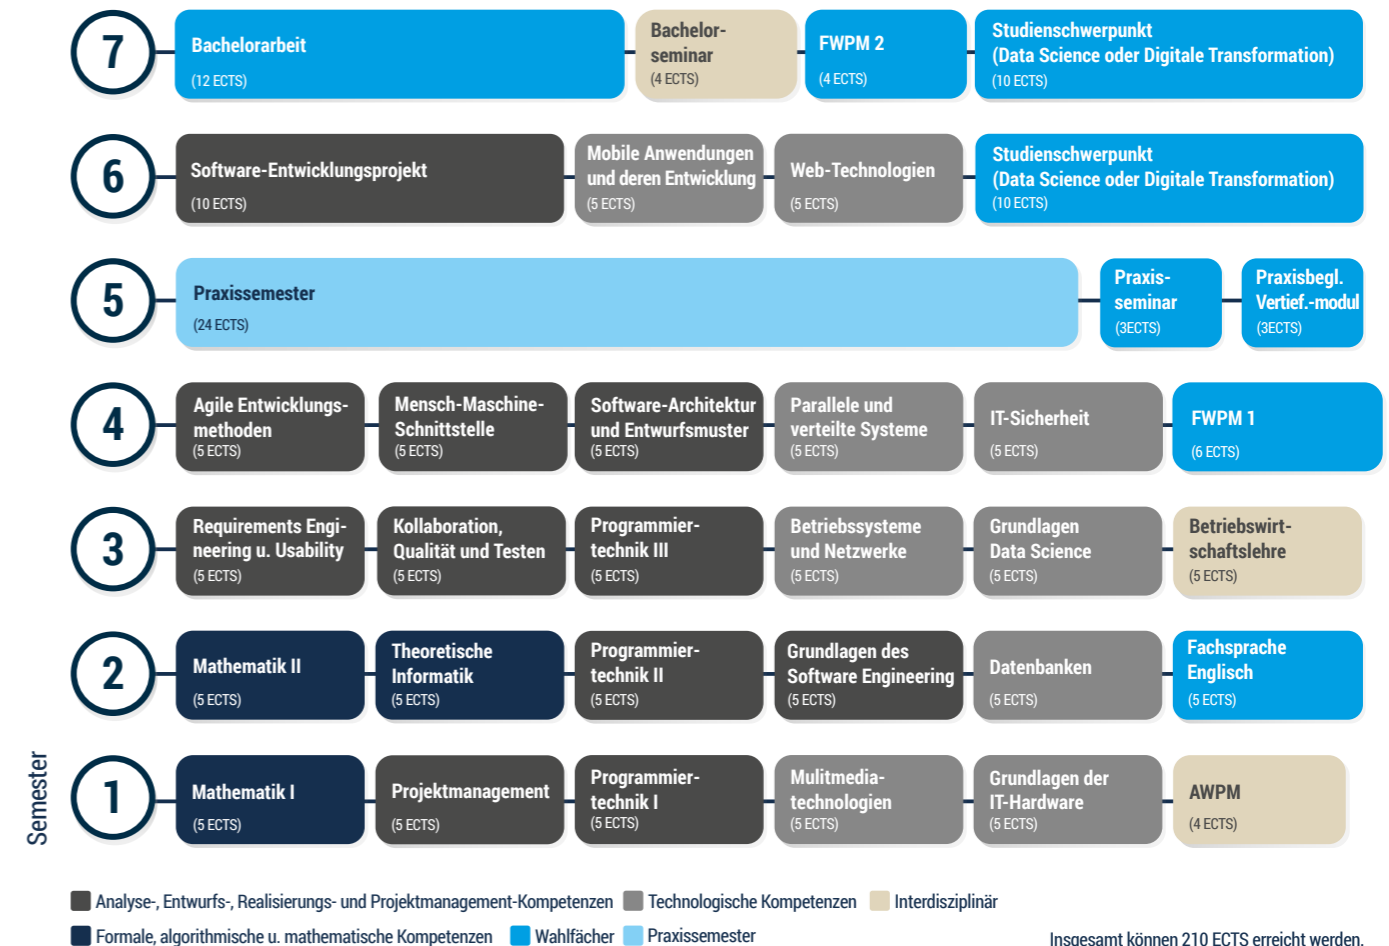 7
Bachelorarbeit
(12 ECTS)
Bachelor-
seminar
(4 ECTS)
FWPM 2
(4 ECTS)
Studienschwerpunkt
(Data Science oder Digitale Transformation)
(10 ECTS)
6
Software-Entwicklungsprojekt
(10 ECTS)
Mobile Anwendungen
und deren Entwicklung
(5 ECTS)
Web-Technologien
(5 ECTS)
Studienschwerpunkt
(Data Science oder Digitale Transformation)
(10 ECTS)
5
Praxissemester
(24 ECTS)
Praxis-
seminar
(3ECTS)
Praxisbegl.
Vertief.-modul
(3ECTS)
4
Agile Entwicklungs-
methoden
(5 ECTS)
Mensch-Maschine-
Schnittstelle
(5 ECTS)
Software-Architektur
und Entwurfsmuster
(5 ECTS)
Parallele und
verteilte Systeme
(5 ECTS)
IT-Sicherheit
(5 ECTS)
FWPM 1
(6 ECTS)
3
Requirements Engi-
neering u. Usability
(5 ECTS)
Kollaboration,
Qualität und Testen
(5 ECTS)
Programmier-
technik III
(5 ECTS)
Betriebssysteme
und Netzwerke
(5 ECTS)
Grundlagen
Data Science
(5 ECTS)
Betriebswirt-
schaftslehre
(5 ECTS)
2
Mathematik II
(5 ECTS)
Theoretische
Informatik
(5 ECTS)
Programmier-
technik II
(5 ECTS)
Grundlagen des
Software Engineering
(5 ECTS)
Datenbanken
(5 ECTS)
Fachsprache
Englisch
(5 ECTS)
Semester
1
Mathematik I
(5 ECTS)
Projektmanagement
(5 ECTS)
Programmier-
technik I
(5 ECTS)
Mulitmedia-
technologien
(5 ECTS)
Grundlagen der
IT-Hardware
(5 ECTS)
AWPM
(4 ECTS)
Analyse-, Entwurfs-, Realisierungs- und Projektmanagement-Kompetenzen
Technologische Kompetenzen
Interdisziplinär
Formale, algorithmische u. mathematische Kompetenzen
Wahlfächer
Praxissemester
Insgesamt können 210 ECTS erreicht werden.